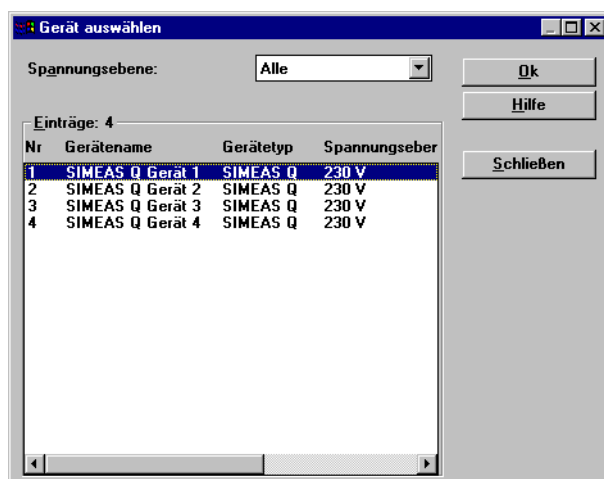 Gerät auswählen
Spannungsebene: Alle Ok
Hilfe
Einträge: 4
Nr Gerätename Gerätetyp Spannungseber
Schließen
1 SIMEAS Q Gerät 1 SIMEAS Q 230 V
2 SIMEAS Q Gerät 2 SIMEAS Q 230 V
3 SIMEAS Q Gerät 3 SIMEAS Q 230 V
4 SIMEAS Q Gerät 4 SIMEAS Q 230 V